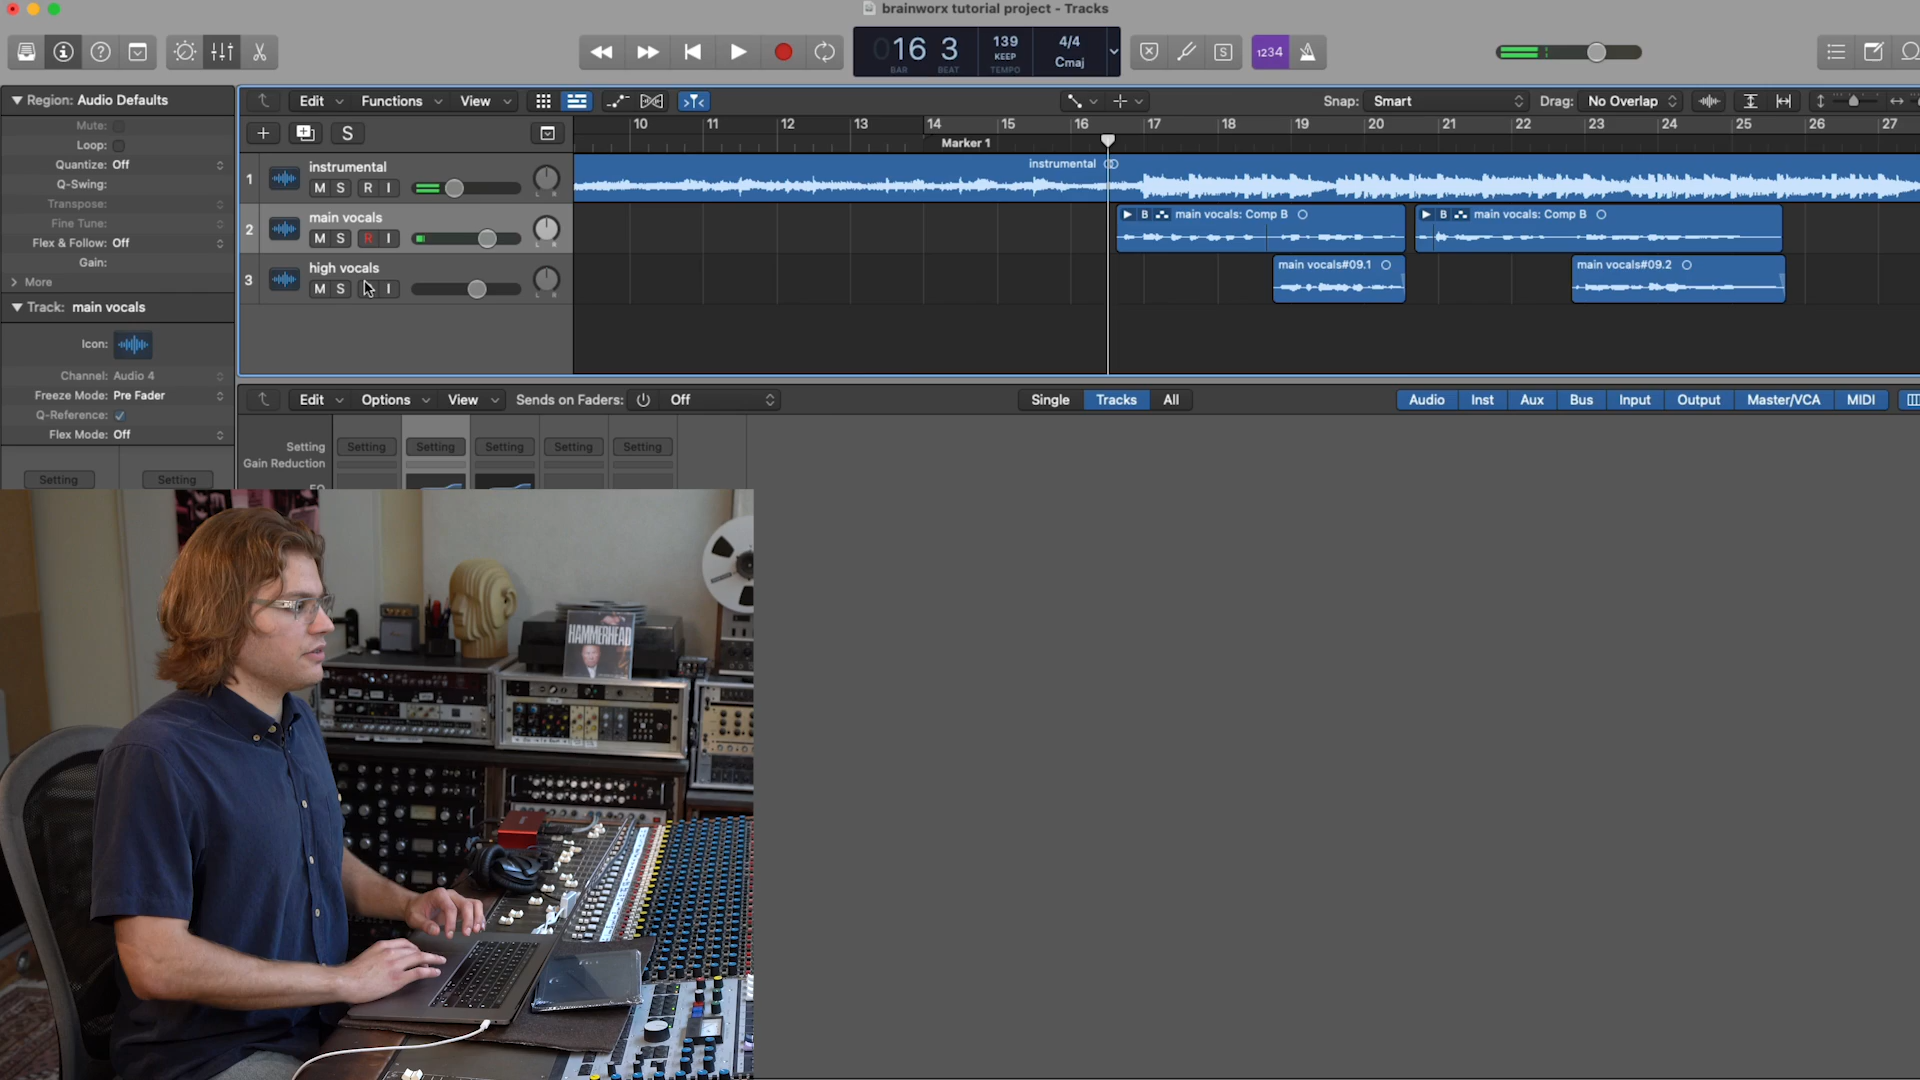 brainworx tutorial project - Tracks
16 3
BAR BEAT
139
KEEP
TEMPO
4/4
Cmaj
S
1234
Region: Audio Defaults
Mute:
Loop:
Quantize: Off
Q-Swing:
Transpose:
Fine Tune:
Flex & Follow: Off
Gain:
More
Track: main vocals
Icon:
Channel: Audio 4
Freeze Mode: Pre Fader
Q-Reference:
Flex Mode: Off
Setting Setting
Edit Functions View
Snap: Smart
Drag: No Overlap
S
10 11 12 13 14 15 16 17 18 19 20 21 22 23 24 25 26 27
Marker 1
1
instrumental
M S R I
L R
instrumental
2
main vocals
M S R I
L R
B main vocals: Comp B
B main vocals: Comp B
3
high vocals
M S I
L R
main vocals#09.1
main vocals#09.2
Edit Options View Sends on Faders: Off
Single Tracks All
Audio Inst Aux Bus Input Output Master/VCA MIDI
Setting Setting Setting Setting Setting Setting
Gain Reduction
EQ
HAMMERHEAD